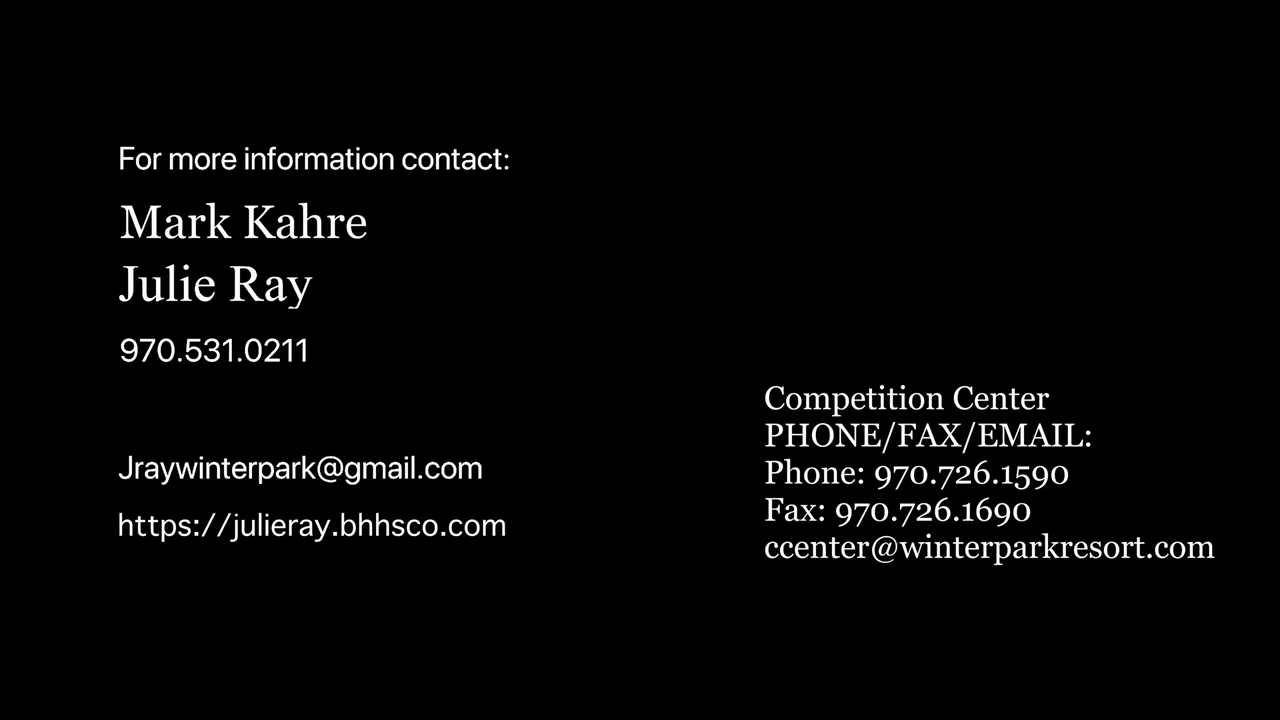 For more information contact:
Mark Kahre
Julie Ray
970.531.0211
Jraywinterpark@gmail.com
https://julieray.bhhsco.com
Competition Center
PHONE/FAX/EMAIL:
Phone: 970.726.1590
Fax: 970.726.1690
ccenter@winterparkresort.com